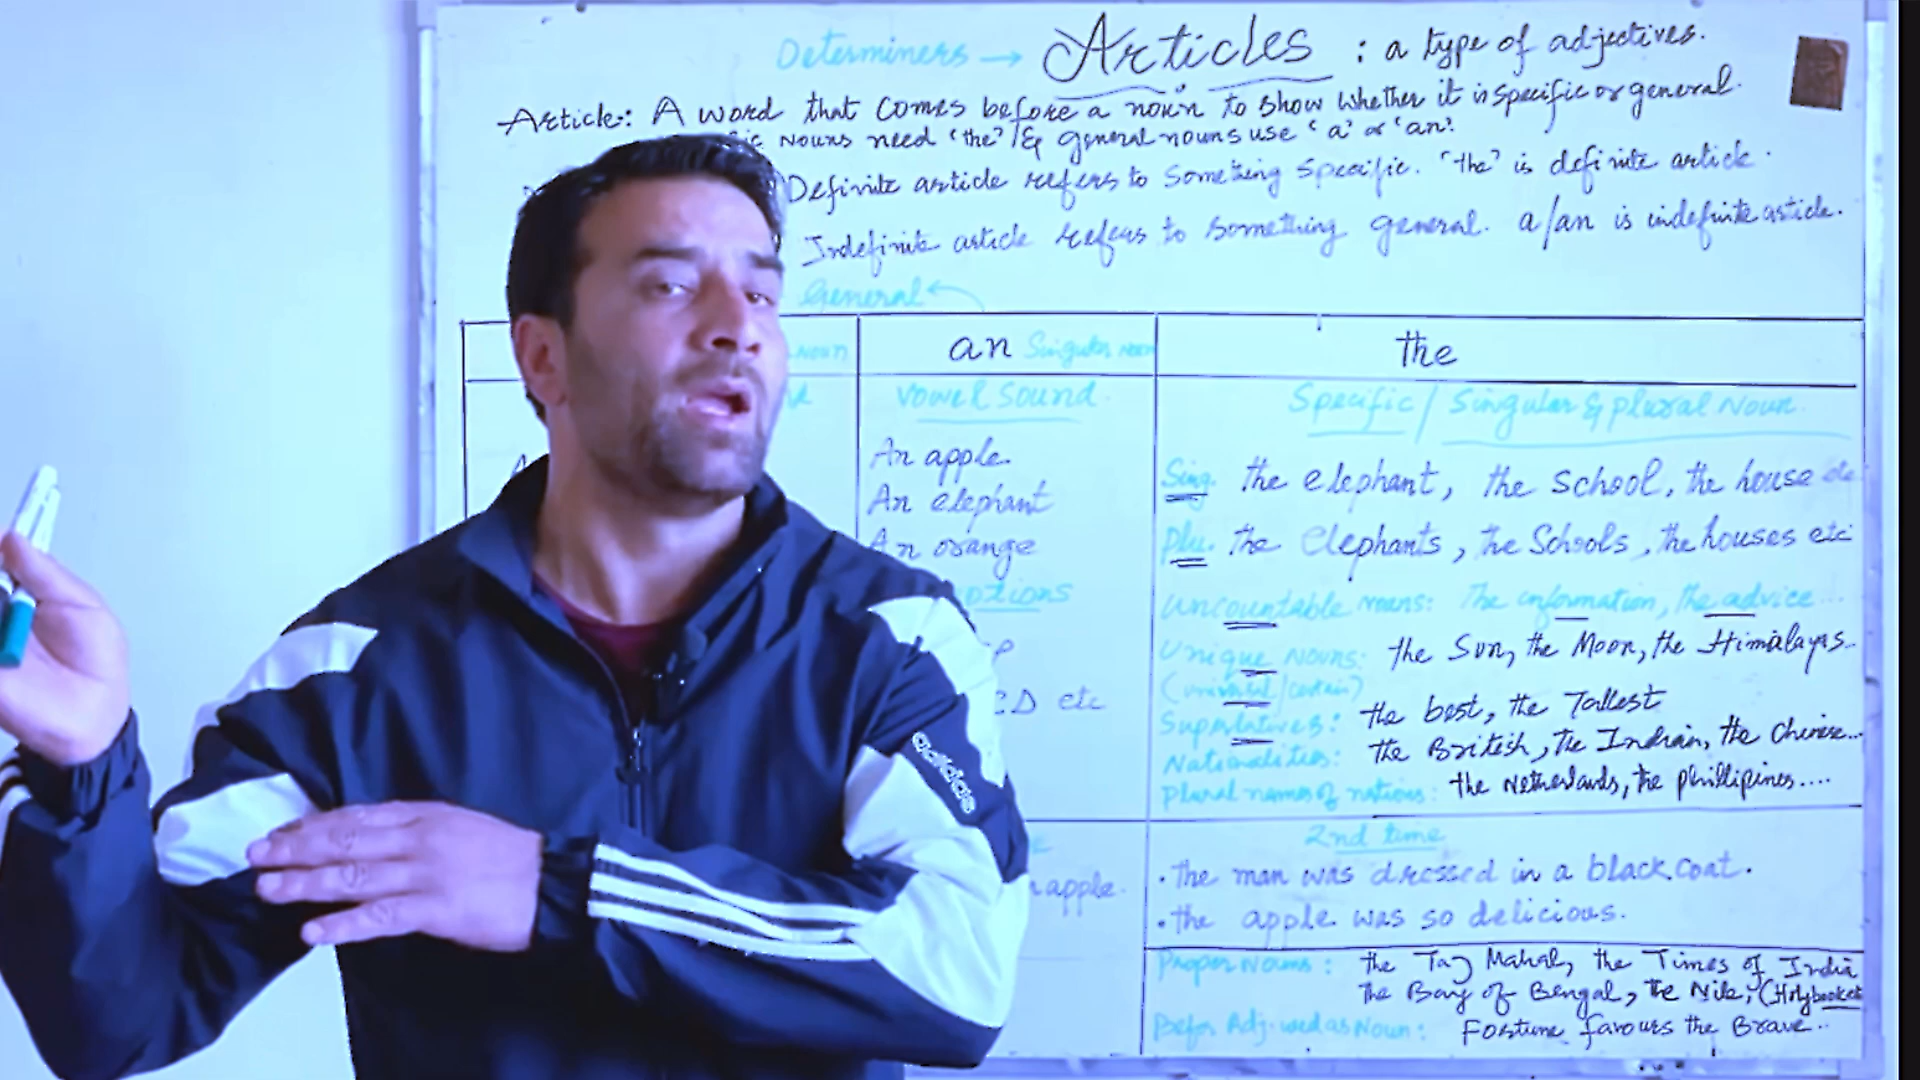 Determiners → Articles : a type of adjectives.
Article: A word that comes before a noun to show whether it is specific or general.
nouns need 'the' & general nouns use 'a' or 'an'.
Definite article refers to something specific. 'the' is definite article.
Indefinite article refers to something general. a/an is indefinite article.
General
Noun an Singular Noun the
Vowel Sound Specific / Singular & plural Noun.
An apple
An elephant
An orange
Sing. the elephant, the school, the house etc
Plu. the elephants, the Schools, the houses etc
Uncountable nouns: The information, the advice...
Unique nouns: the Sun, the Moon, the Himalayas..
(universal/certain)
CD etc
Superlatives: the best, the Tallest
Nationalities: the British, the Indian, the Chinese...
plural names of nations: the Netherlands, the phillipines....
adidas
2nd time
• the man was dressed in a black coat.
apple.
• the apple was so delicious.
Proper Nouns: the Taj Mahal, the Times of India
the Bay of Bengal, the Nile,
Befor Adj. used as Noun: Fortune favours the Brave..